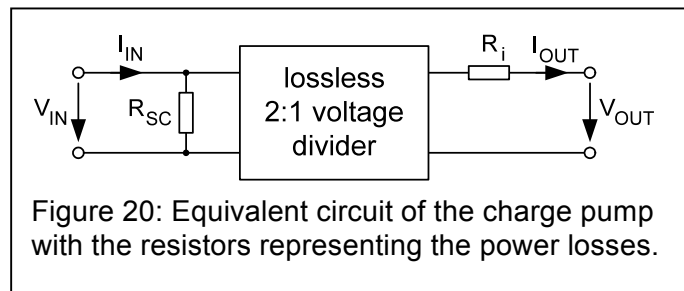 I_IN
R_i
I_OUT
lossless
V_IN
R_SC
2:1 voltage
V_OUT
divider
Figure 20: Equivalent circuit of the charge pump
with the resistors representing the power losses.